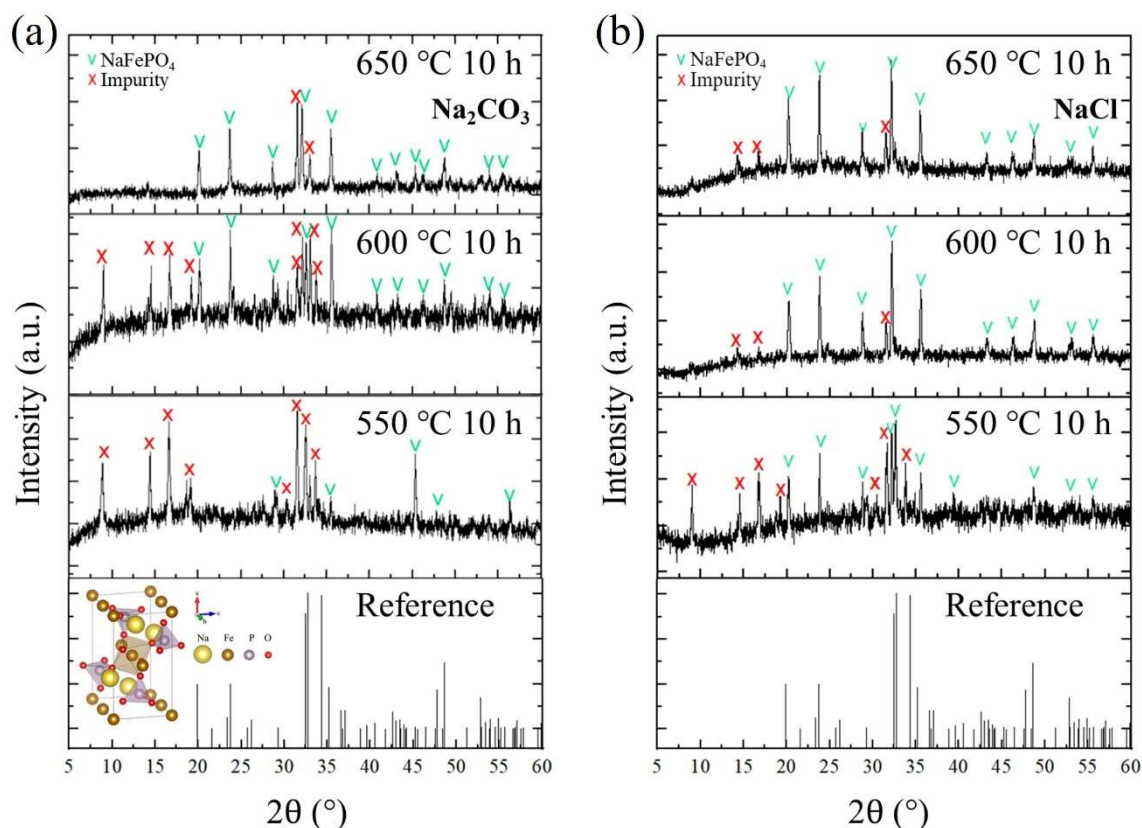 (a)
V NaFePO₄
X Impurity
650 °C 10 h
Na₂CO₃
600 °C 10 h
550 °C 10 h
Reference
a
b
c
Na Fe P O
5 10 15 20 25 30 35 40 45 50 55 60
2θ (°)
Intensity (a.u.)
(b)
V NaFePO₄
X Impurity
650 °C 10 h
NaCl
600 °C 10 h
550 °C 10 h
Reference
5 10 15 20 25 30 35 40 45 50 55 60
2θ (°)
Intensity (a.u.)